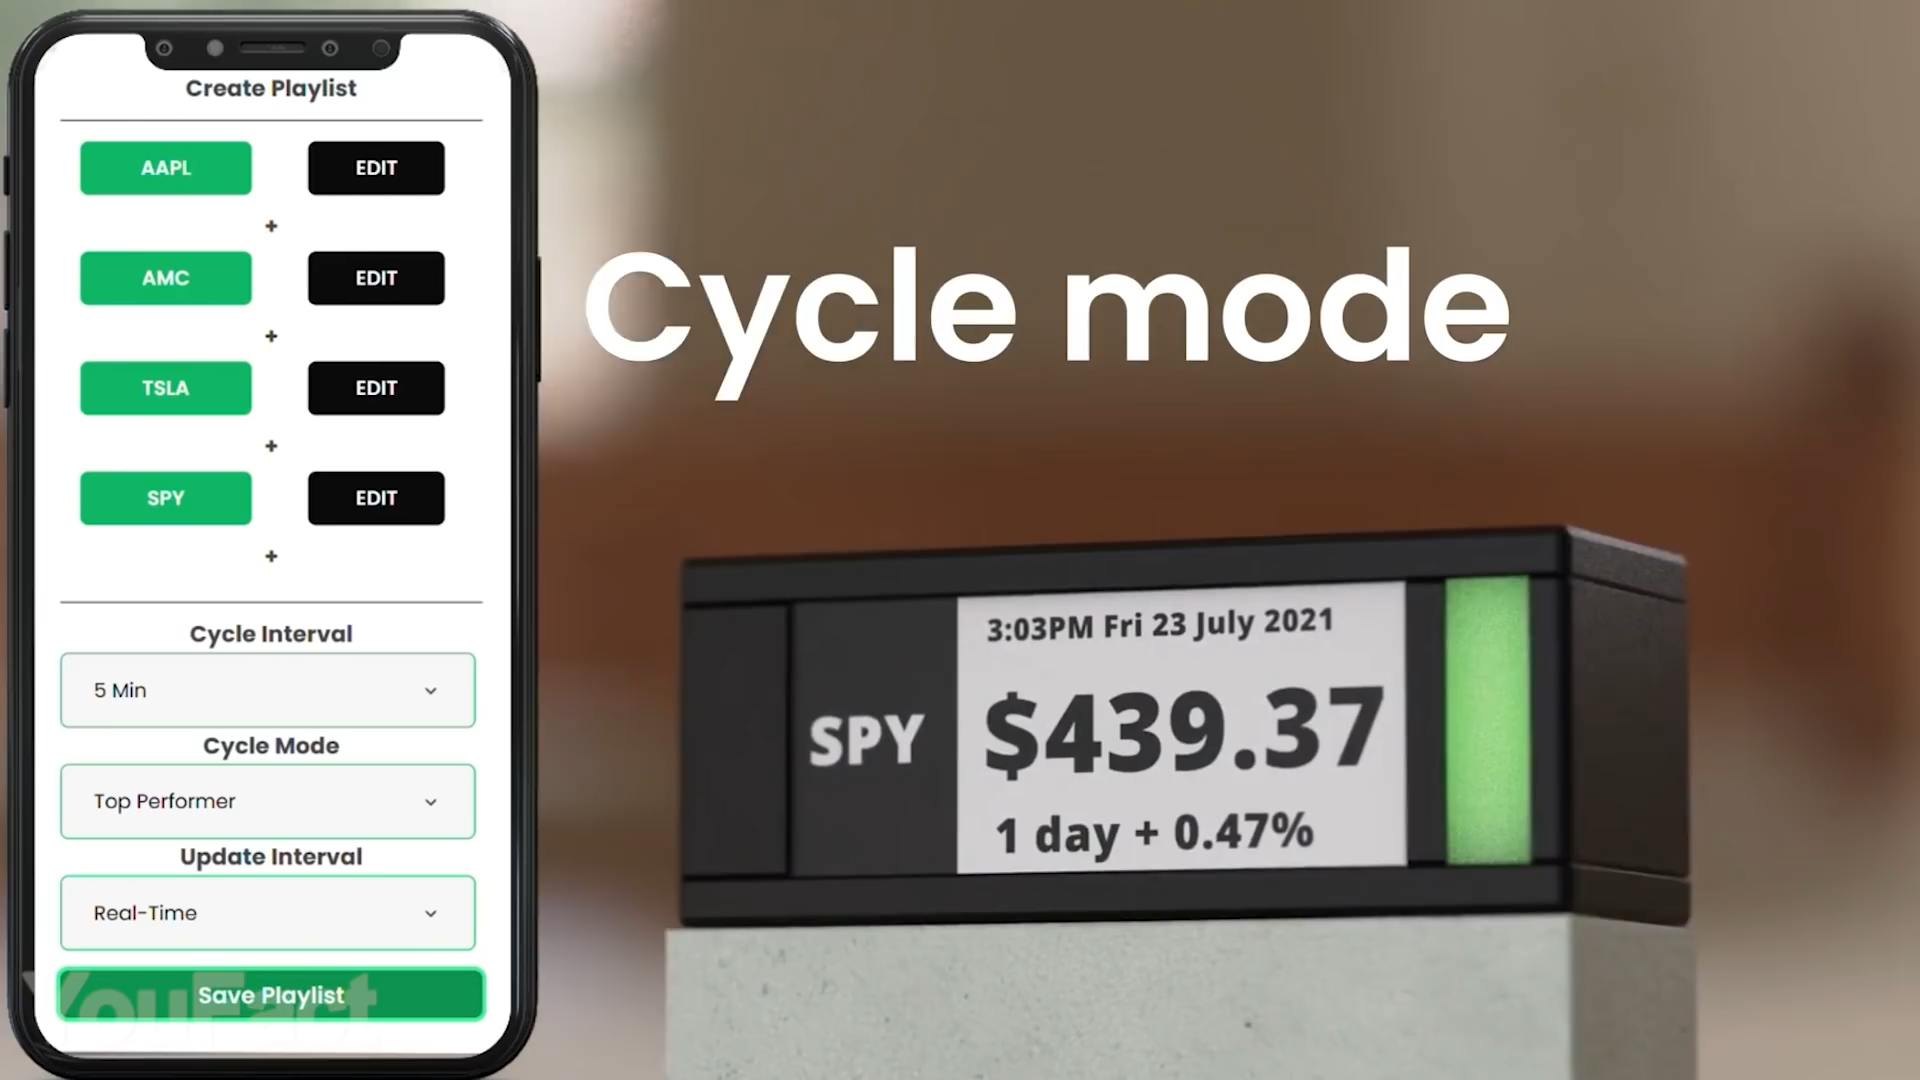 Create Playlist
AAPL EDIT
+
AMC EDIT
+
TSLA EDIT
+
SPY EDIT
+
Cycle Interval
5 Min
Cycle Mode
Top Performer
Update Interval
Real-Time
Save Playlist
YouFact
Cycle mode
3:03PM Fri 23 July 2021
SPY
$439.37
1 day + 0.47%